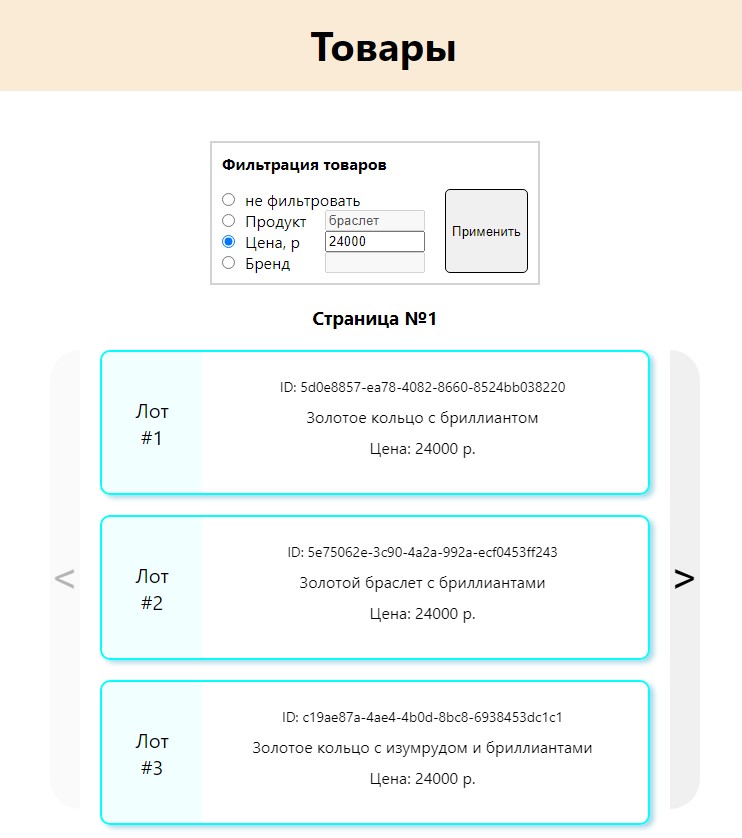 Товары
Фильтрация товаров
не фильтровать
Продукт браслет
Цена, р 24000
Бренд
Применить
Страница №1
<
>
Лот
#1
ID: 5d0e8857-ea78-4082-8660-8524bb038220
Золотое кольцо с бриллиантом
Цена: 24000 р.
Лот
#2
ID: 5e75062e-3c90-4a2a-992a-ecf0453ff243
Золотой браслет с бриллиантами
Цена: 24000 р.
Лот
#3
ID: c19ae87a-4ae4-4b0d-8bc8-6938453dc1c1
Золотое кольцо с изумрудом и бриллиантами
Цена: 24000 р.